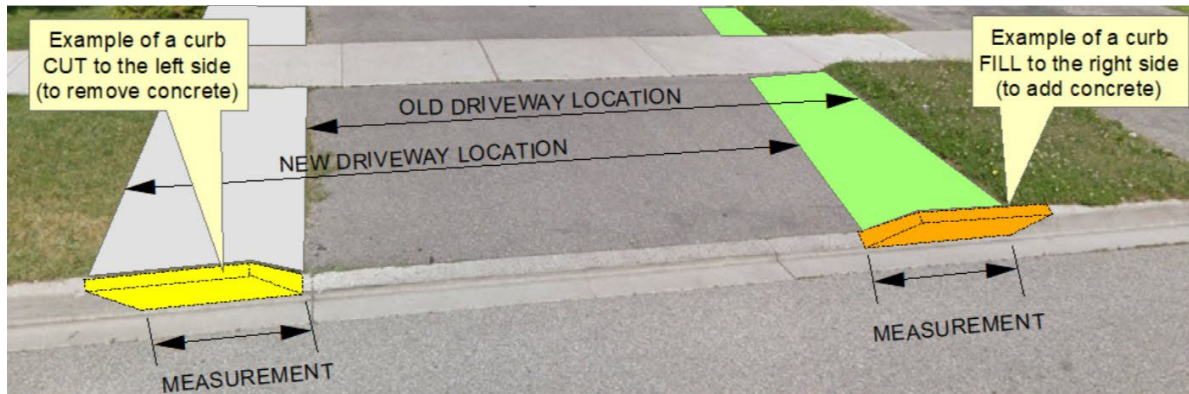 Example of a curb
CUT to the left side
(to remove concrete)
Example of a curb
FILL to the right side
(to add concrete)
OLD DRIVEWAY LOCATION
NEW DRIVEWAY LOCATION
MEASUREMENT
MEASUREMENT